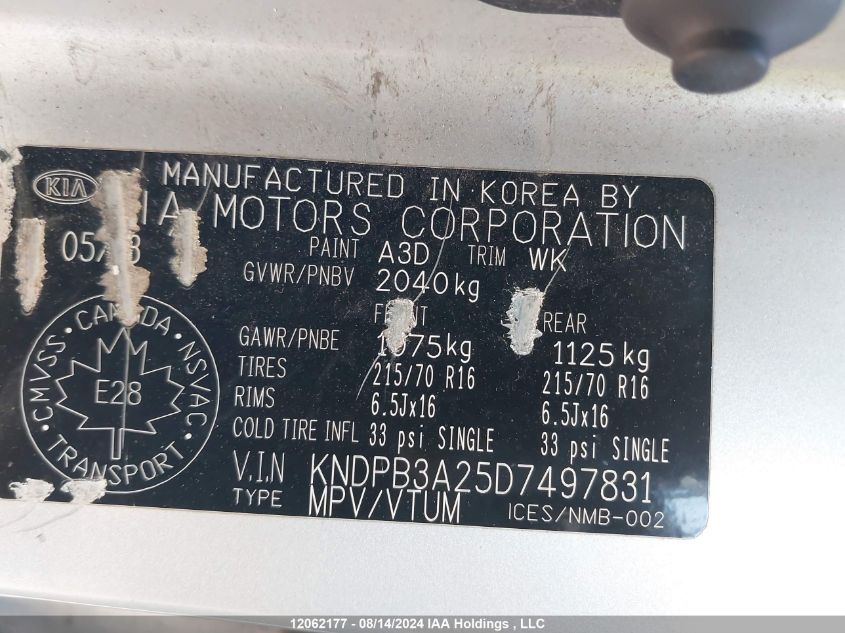 KIA
MANUFACTURED IN KOREA BY
MOTORS CORPORATION
PAINT A3D TRIM WK
GVWR/PNBV 2040kg
REAR
GAWR/PNBE 1125kg
TIRES 215/70 R16 215/70 R16
RIMS 6.5Jx16 6.5Jx16
COLD TIRE INFL 33 psi SINGLE 33 psi SINGLE
V.I.N KNDPB3A25D7497831
TYPE MPV/VTUM ICES/NMB-002
CMVSS · CANADA · NSVAC
E28
TRANSPORT
12062177 - 08/14/2024 IAA Holdings , LLC